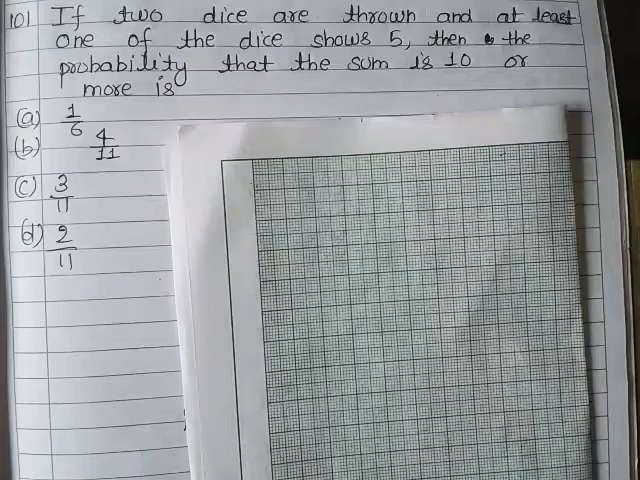 101 If two dice are thrown and at least
one of the dice shows 5, then the
probability that the sum is 10 or
more is
(a) 1/6
(b) 4/11
(c) 3/11
(d) 2/11